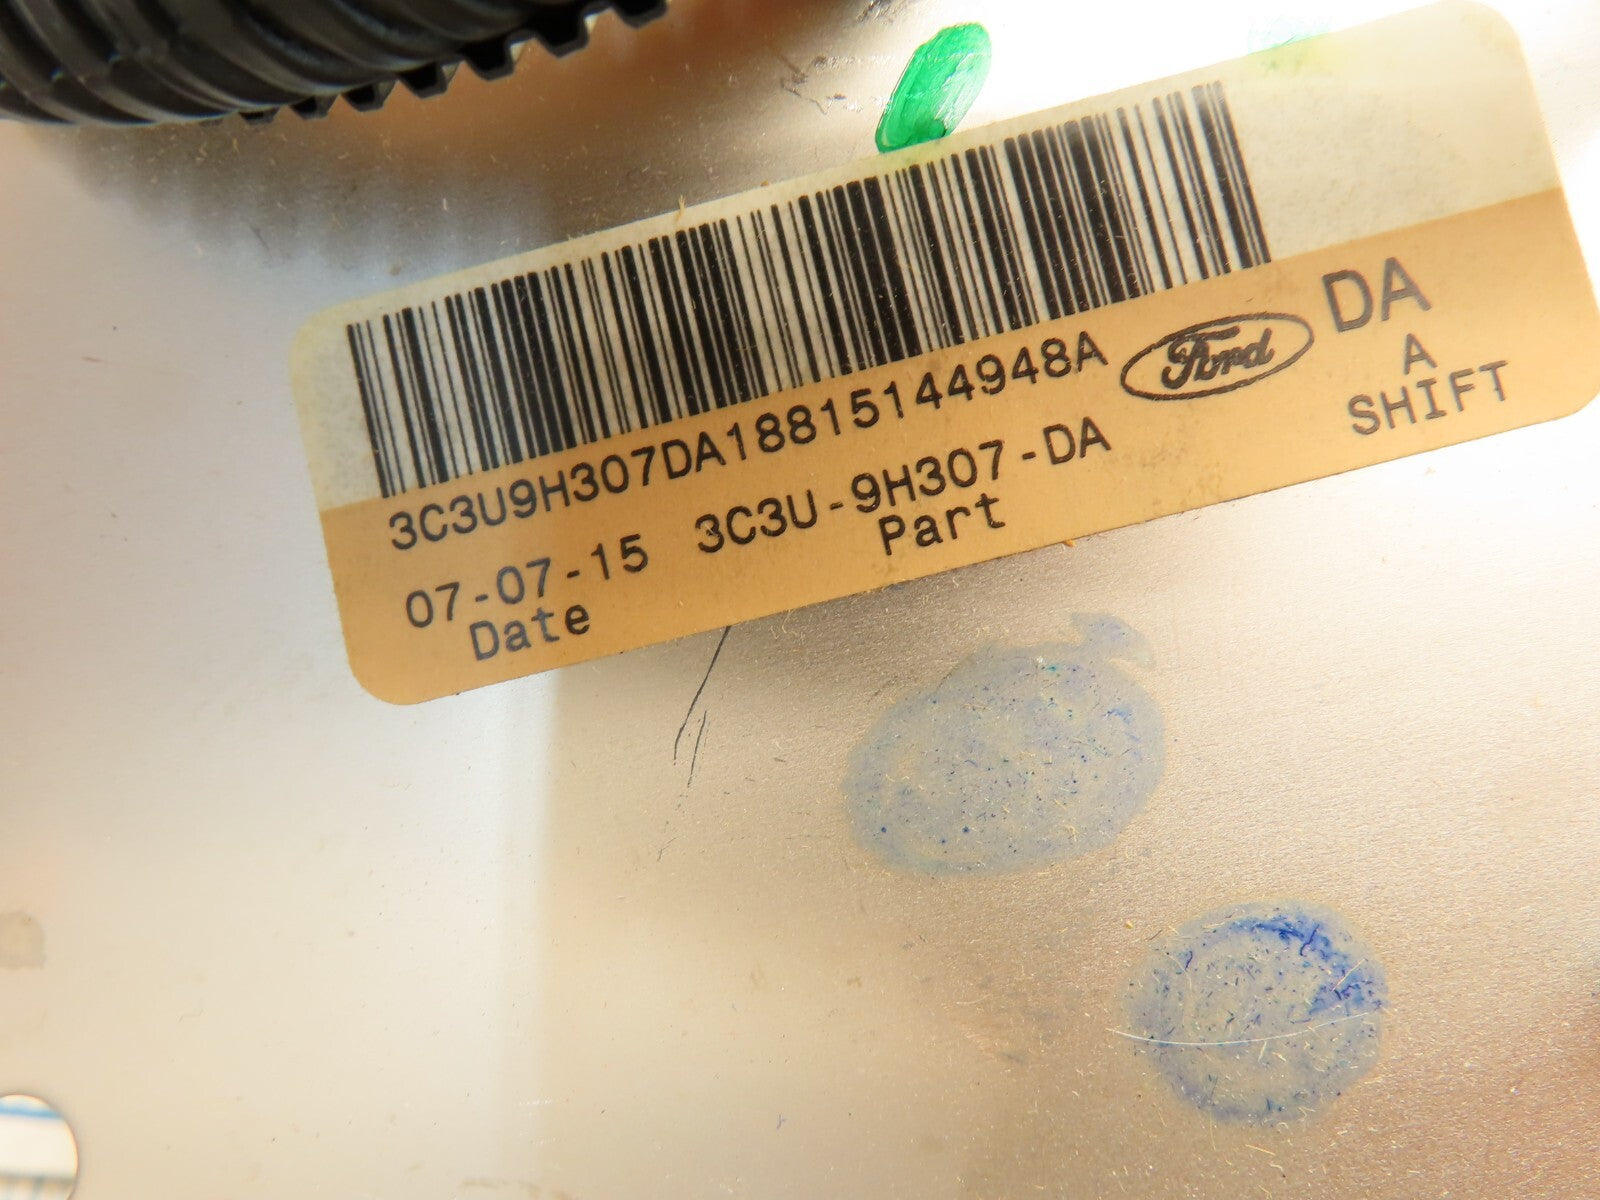 3C3U9H307DA18815144948A
Ford
DA
A
SHIFT
07-07-15
Date
3C3U-9H307-DA
Part